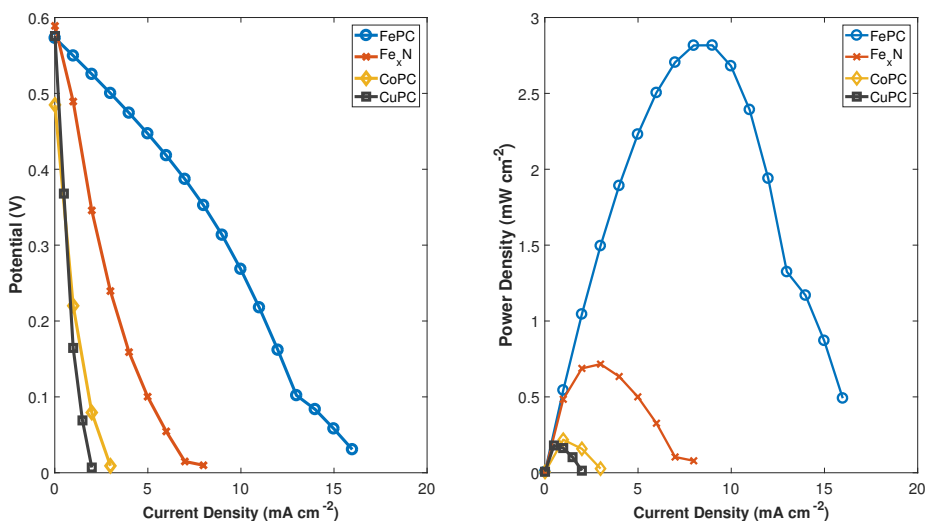 0.6
0.5
0.4
0.3
0.2
0.1
0
Potential (V)
0
5
10
15
20
Current Density (mA cm⁻²)
FePC
FeₓN
CoPC
CuPC
3
2.5
2
1.5
1
0.5
0
Power Density (mW cm⁻²)
0
5
10
15
20
Current Density (mA cm⁻²)
FePC
FeₓN
CoPC
CuPC